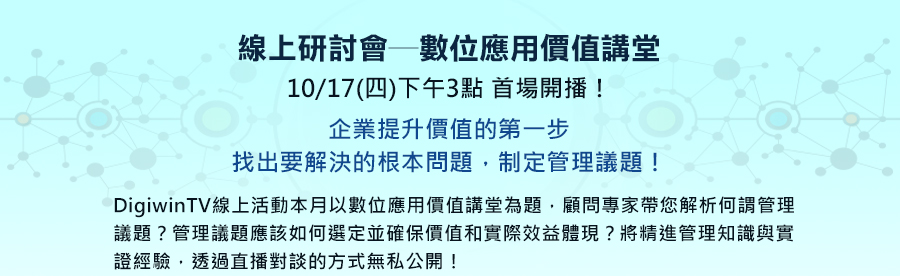 線上研討會─數位應用價值講堂
10/17(四)下午3點 首場開播！
企業提升價值的第一步
找出要解決的根本問題，制定管理議題！
DigiwinTV線上活動本月以數位應用價值講堂為題，顧問專家帶您解析何謂管理
議題？管理議題應該如何選定並確保價值和實際效益體現？將精進管理知識與實
證經驗，透過直播對談的方式無私公開！